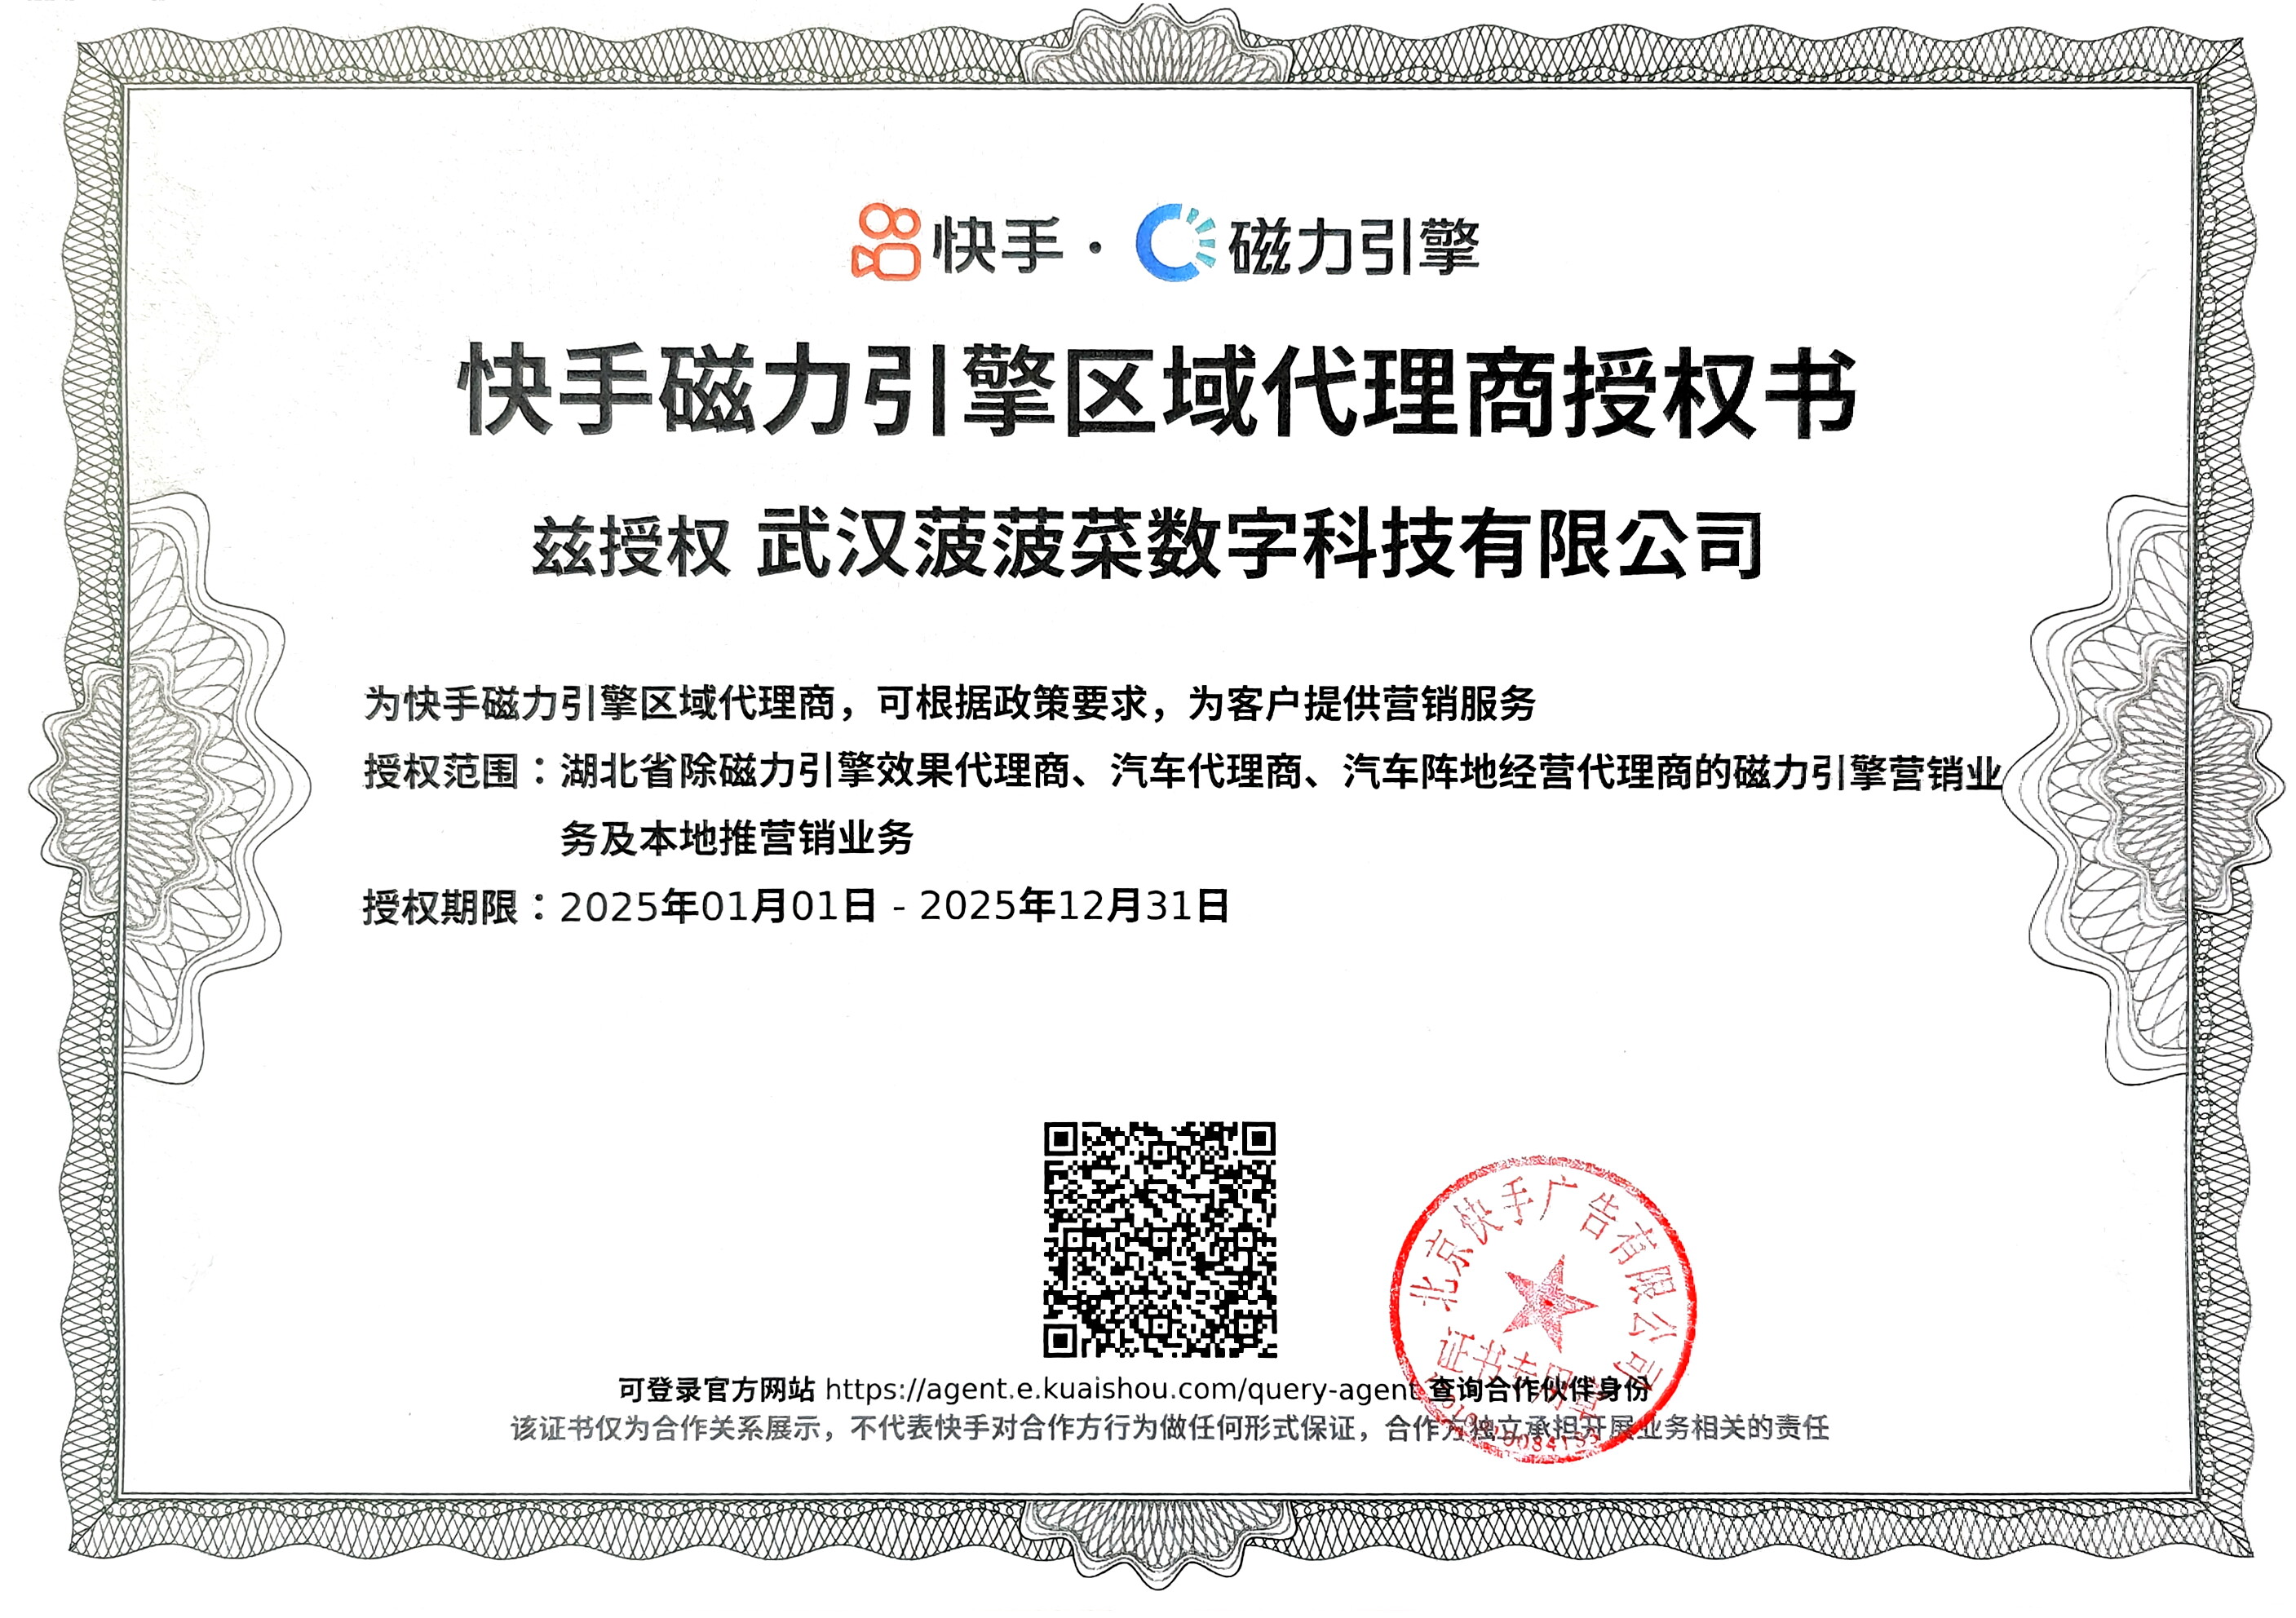 快手·磁力引擎
快手磁力引擎区域代理商授权书
兹授权 武汉菠菠菜数字科技有限公司
为快手磁力引擎区域代理商，可根据政策要求，为客户提供营销服务
授权范围：湖北省除磁力引擎效果代理商、汽车代理商、汽车阵地经营代理商的磁力引擎营销业
务及本地推营销业务
授权期限：2025年01月01日 - 2025年12月31日
北京快手广告有限公司
证书专用章
可登录官方网站 https://agent.e.kuaishou.com/query-agent 查询合作伙伴身份
该证书仅为合作关系展示，不代表快手对合作方行为做任何形式保证，合作方独立承担开展业务相关的责任